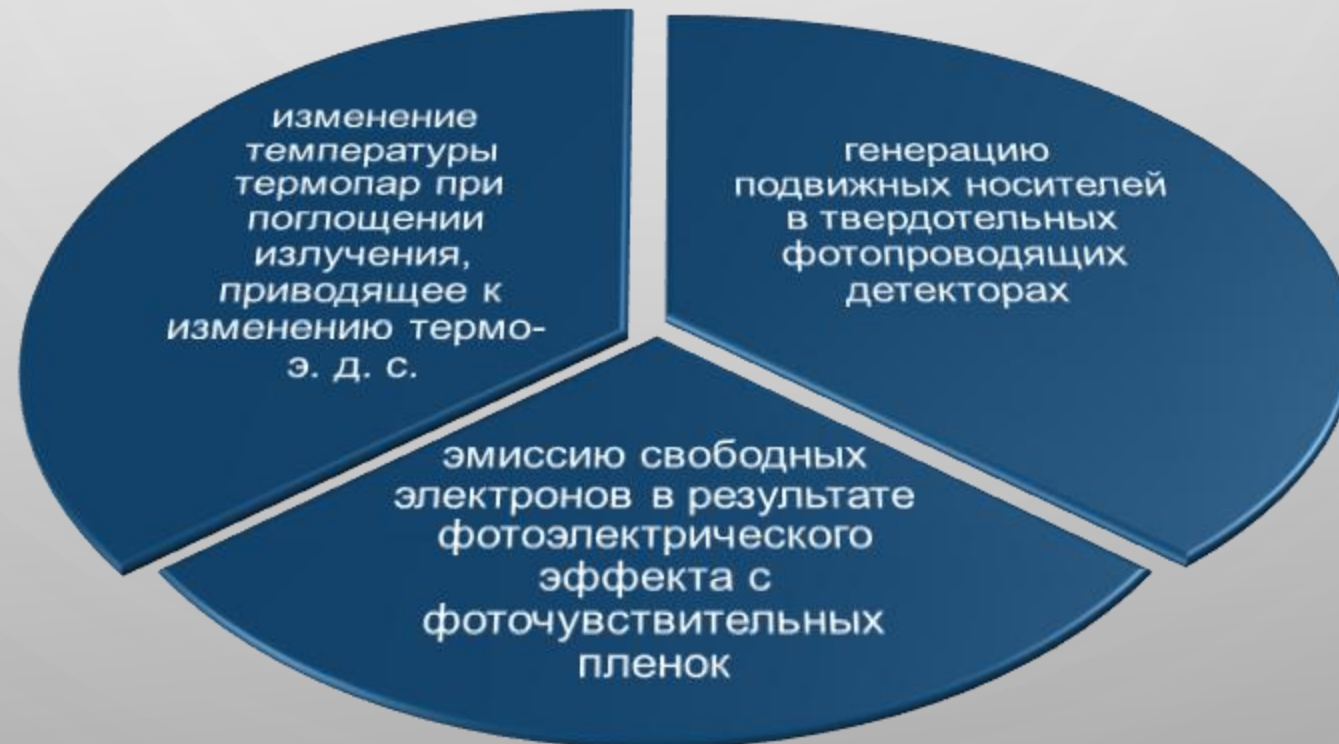 изменение
температуры
термопар при
поглощении
излучения,
приводящее к
изменению термо-
э. д. с.
генерацию
подвижных носителей
в твердотельных
фотопроводящих
детекторах
эмиссию свободных
электронов в результате
фотоэлектрического
эффекта с
фоточувствительных
пленок